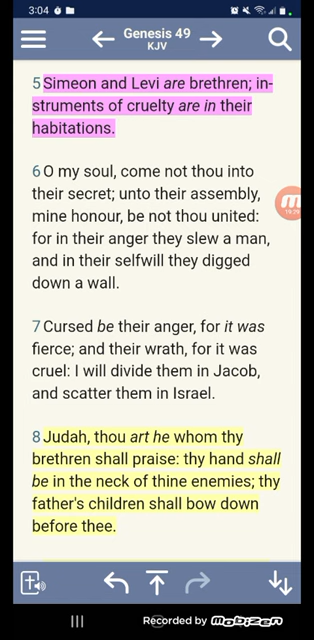 3:04
Genesis 49
KJV
5 Simeon and Levi are brethren; in-
struments of cruelty are in their
habitations.
6 O my soul, come not thou into
their secret; unto their assembly,
mine honour, be not thou united:
for in their anger they slew a man,
and in their selfwill they digged
down a wall.
7 Cursed be their anger, for it was
fierce; and their wrath, for it was
cruel: I will divide them in Jacob,
and scatter them in Israel.
8 Judah, thou art he whom thy
brethren shall praise: thy hand shall
be in the neck of thine enemies; thy
father's children shall bow down
before thee.
Recorded by Mobizen